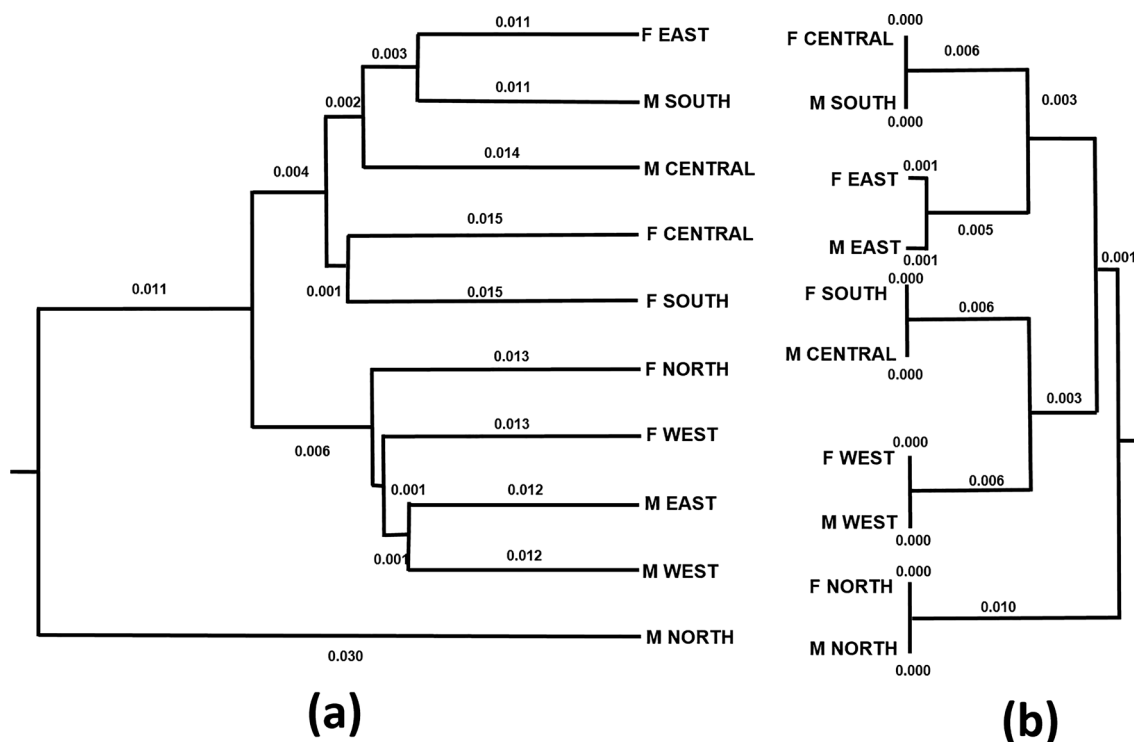 0.011
F EAST
0.003
0.011
M SOUTH
0.002
0.014
M CENTRAL
0.004
0.015
F CENTRAL
0.001
0.015
F SOUTH
0.011
0.013
F NORTH
0.006
0.013
F WEST
0.001
0.012
M EAST
0.001
0.012
M WEST
M NORTH
0.030
(a)
0.000
F CENTRAL
0.006
M SOUTH
0.000
0.003
0.001
F EAST
0.005
M EAST
0.001
0.001
0.000
F SOUTH
0.006
M CENTRAL
0.000
0.003
0.000
F WEST
0.006
M WEST
0.000
0.000
F NORTH
0.010
M NORTH
0.000
(b)